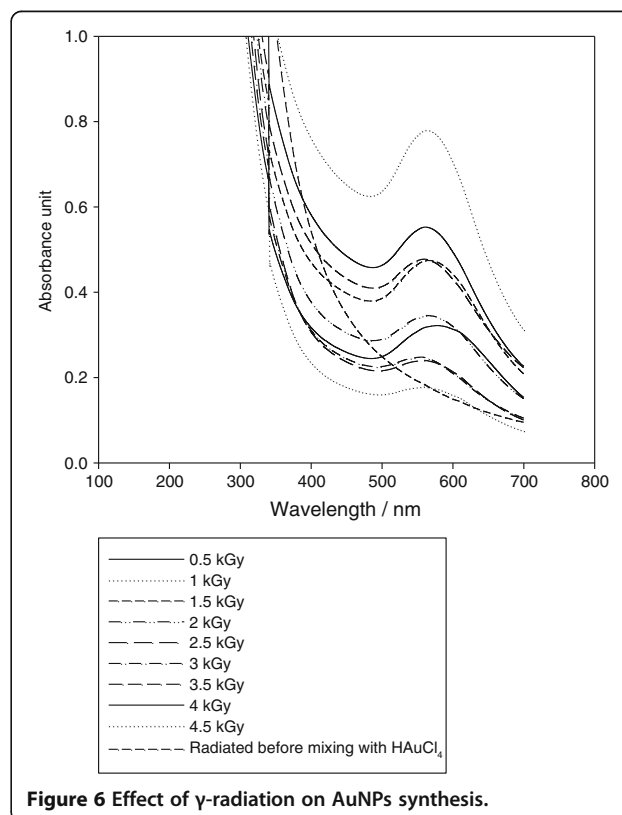 1.0
0.8
0.6
0.4
0.2
0.0
Absorbance unit
100 200 300 400 500 600 700 800
Wavelength / nm
0.5 kGy
1 kGy
1.5 kGy
2 kGy
2.5 kGy
3 kGy
3.5 kGy
4 kGy
4.5 kGy
Radiated before mixing with HAuCl₄
Figure 6 Effect of γ-radiation on AuNPs synthesis.